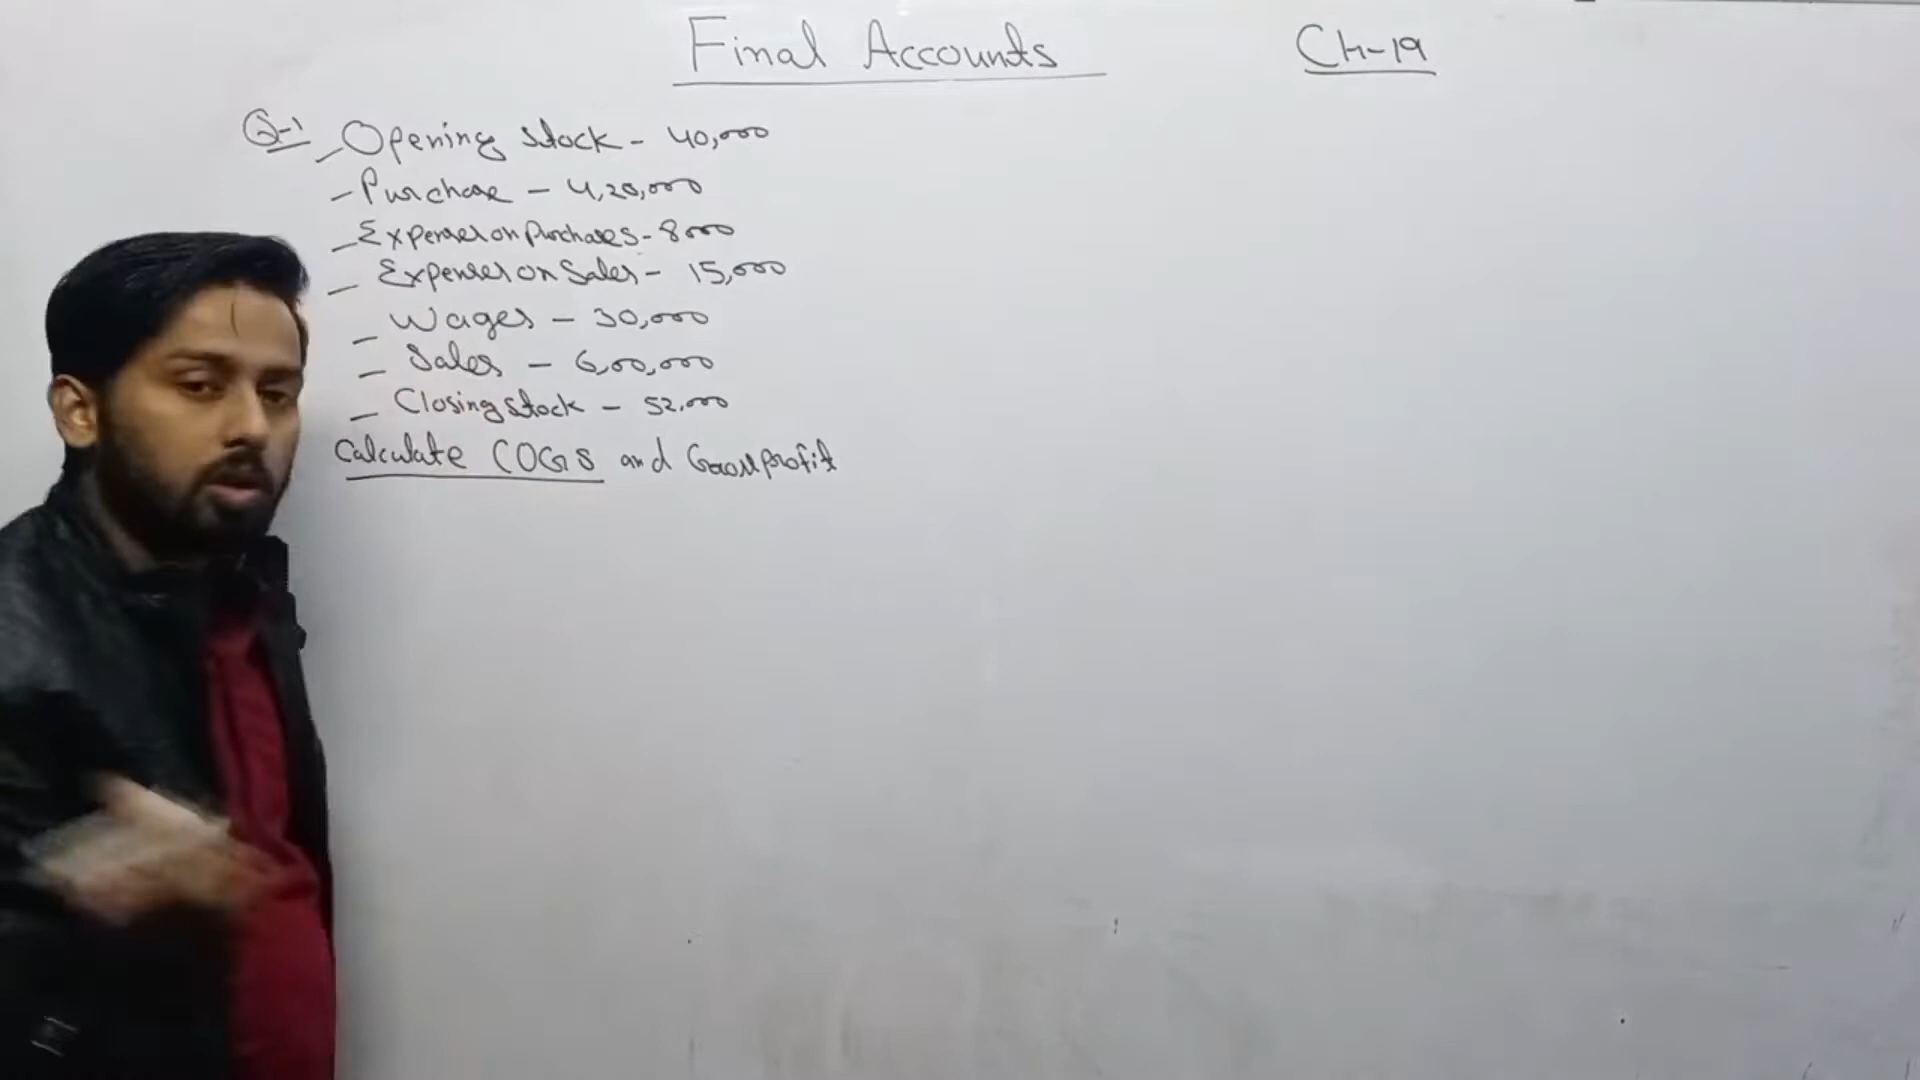 Final Accounts
Ch-19
Q-1 Opening stock - 40,000
- Purchase - 4,20,000
- Expenses on purchases - 8000
- Expenses on Sales - 15,000
- Wages - 30,000
- Sales - 6,00,000
- Closing stock - 52,000
Calculate COGS and Gross profit